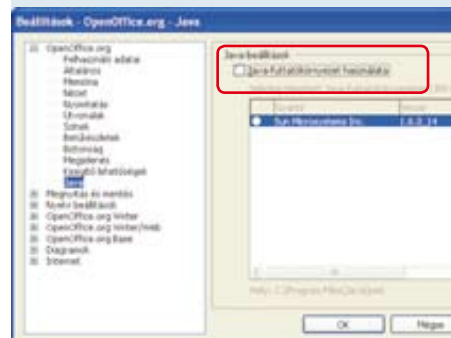 Beállítások - OpenOffice.org - Java
OpenOffice.org
Felhasználói adatai
Általános
Memória
Nézet
Nyomtatás
Útvonalak
Színek
Betűkészletek
Biztonság
Megjelenés
Kisegítő lehetőségek
Java
Megnyitás és mentés
Nyelvi beállítások
OpenOffice.org Writer
OpenOffice.org Writer/Web
OpenOffice.org Base
Diagramok
Internet
Java beállítások
Java-futtatókörnyezet használata
Sun Microsystems Inc. 1.6.0_14
OK
Mégse